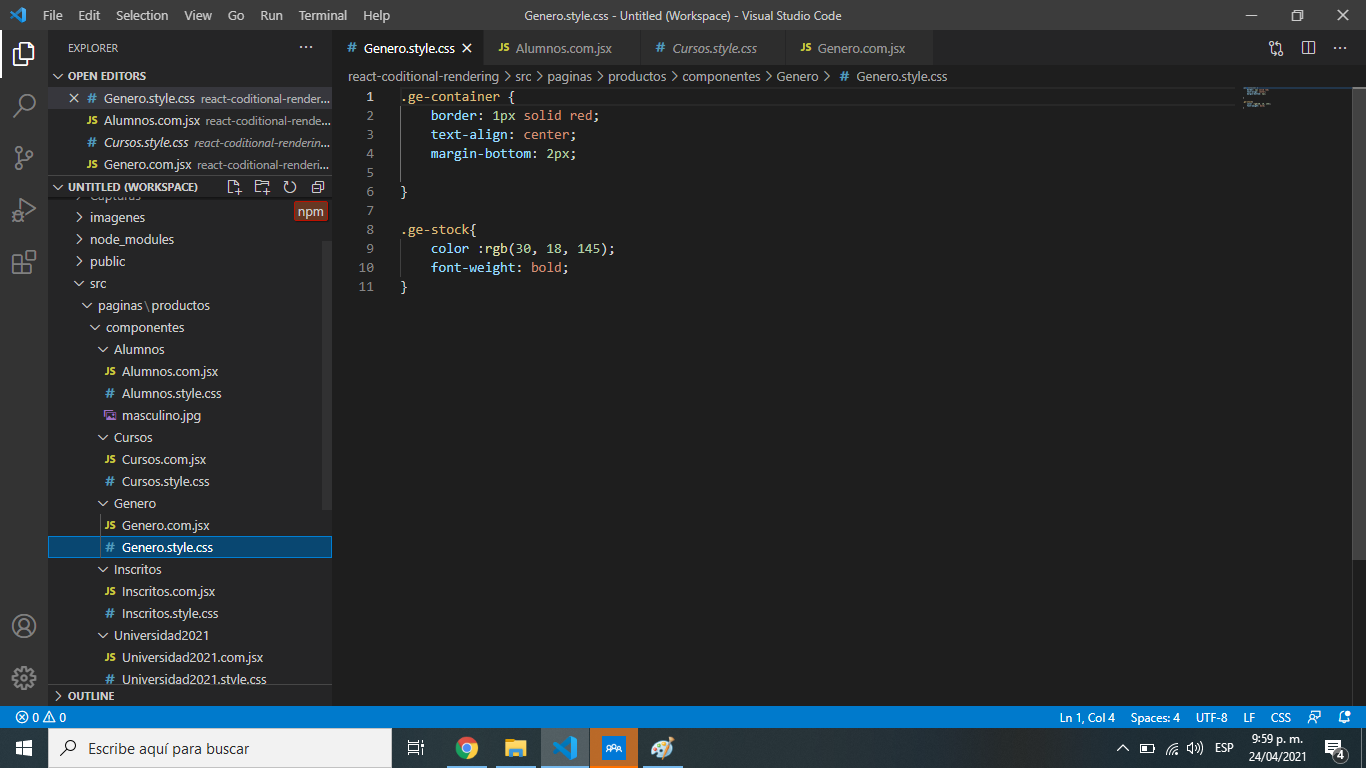 File Edit Selection View Go Run Terminal Help Genero.style.css - Untitled (Workspace) - Visual Studio Code
EXPLORER
OPEN EDITORS
Genero.style.css react-coditional-render...
Alumnos.com.jsx react-coditional-rende...
Cursos.style.css react-coditional-renderin...
Genero.com.jsx react-coditional-renderi...
UNTITLED (WORKSPACE)
Capturas
npm
imagenes
node_modules
public
src
paginas\productos
componentes
Alumnos
JS Alumnos.com.jsx
# Alumnos.style.css
masculino.jpg
Cursos
JS Cursos.com.jsx
# Cursos.style.css
Genero
JS Genero.com.jsx
# Genero.style.css
Inscritos
JS Inscritos.com.jsx
# Inscritos.style.css
Universidad2021
JS Universidad2021.com.jsx
# Universidad2021.style.css
OUTLINE
# Genero.style.css JS Alumnos.com.jsx # Cursos.style.css JS Genero.com.jsx
react-coditional-rendering > src > paginas > productos > componentes > Genero > # Genero.style.css
1 .ge-container {
2 border: 1px solid red;
3 text-align: center;
4 margin-bottom: 2px;
5
6 }
7
8 .ge-stock{
9 color :rgb(30, 18, 145);
10 font-weight: bold;
11 }
0 0 Ln 1, Col 4 Spaces: 4 UTF-8 LF CSS
Escribe aquí para buscar
ESP
9:59 p. m.
24/04/2021
4